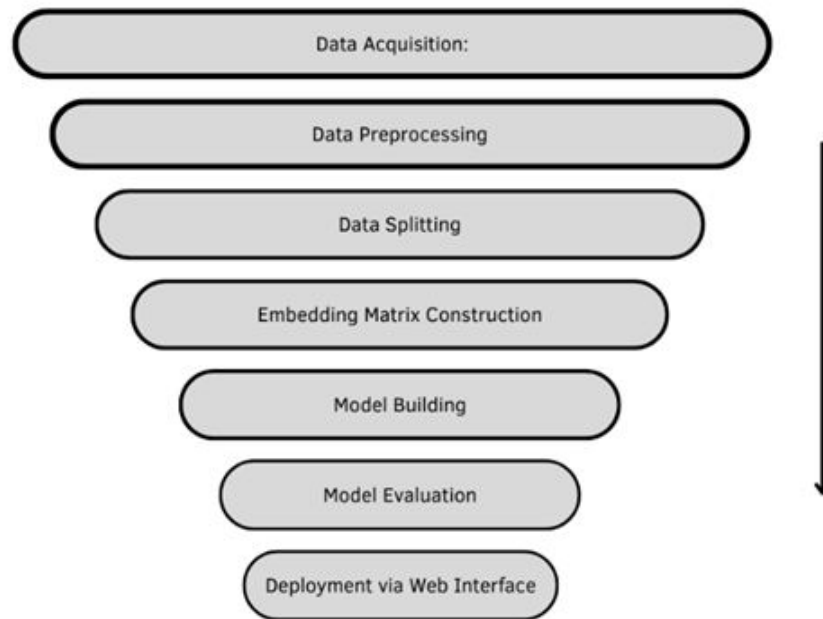 Data Acquisition:
Data Preprocessing
Data Splitting
Embedding Matrix Construction
Model Building
Model Evaluation
Deployment via Web Interface